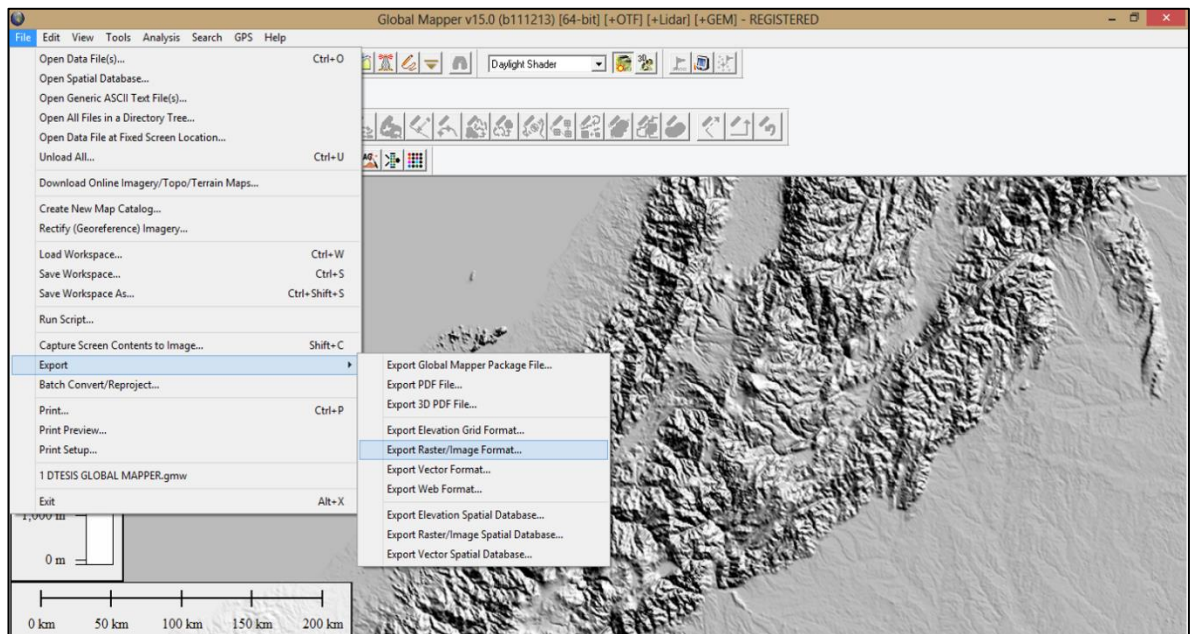 Global Mapper v15.0 (b111213) [64-bit] [+OTF] [+Lidar] [+GEM] - REGISTERED
File Edit View Tools Analysis Search GPS Help
Open Data File(s)... Ctrl+O
Open Spatial Database...
Open Generic ASCII Text File(s)...
Open All Files in a Directory Tree...
Open Data File at Fixed Screen Location...
Unload All... Ctrl+U
Download Online Imagery/Topo/Terrain Maps...
Create New Map Catalog...
Rectify (Georeference) Imagery...
Load Workspace... Ctrl+W
Save Workspace... Ctrl+S
Save Workspace As... Ctrl+Shift+S
Run Script...
Capture Screen Contents to Image... Shift+C
Export
Batch Convert/Reproject...
Print... Ctrl+P
Print Preview...
Print Setup...
1 DTESIS GLOBAL MAPPER.gmw
Exit Alt+X
Daylight Shader
Export Global Mapper Package File...
Export PDF File...
Export 3D PDF File...
Export Elevation Grid Format...
Export Raster/Image Format...
Export Vector Format...
Export Web Format...
Export Elevation Spatial Database...
Export Raster/Image Spatial Database...
Export Vector Spatial Database...
1,000 m
0 m
0 km 50 km 100 km 150 km 200 km